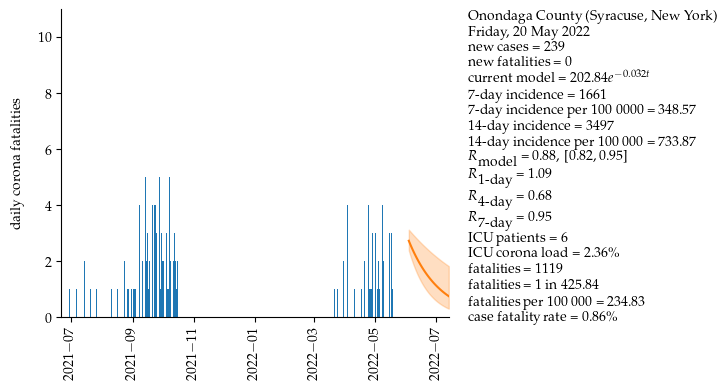 Onondaga County (Syracuse, New York)
Friday, 20 May 2022
new cases = 239
new fatalities = 0
current model = 202.84e^{-0.032t}
7-day incidence = 1661
7-day incidence per 100 0000 = 348.57
14-day incidence = 3497
14-day incidence per 100 000 = 733.87
R_model = 0.88, [0.82, 0.95]
R_1-day = 1.09
R_4-day = 0.68
R_7-day = 0.95
ICU patients = 6
ICU corona load = 2.36%
fatalities = 1119
fatalities = 1 in 425.84
fatalities per 100 000 = 234.83
case fatality rate = 0.86%
daily corona fatalities
10
8
6
4
2
0
2021−07
2021−09
2021−11
2022−01
2022−03
2022−05
2022−07